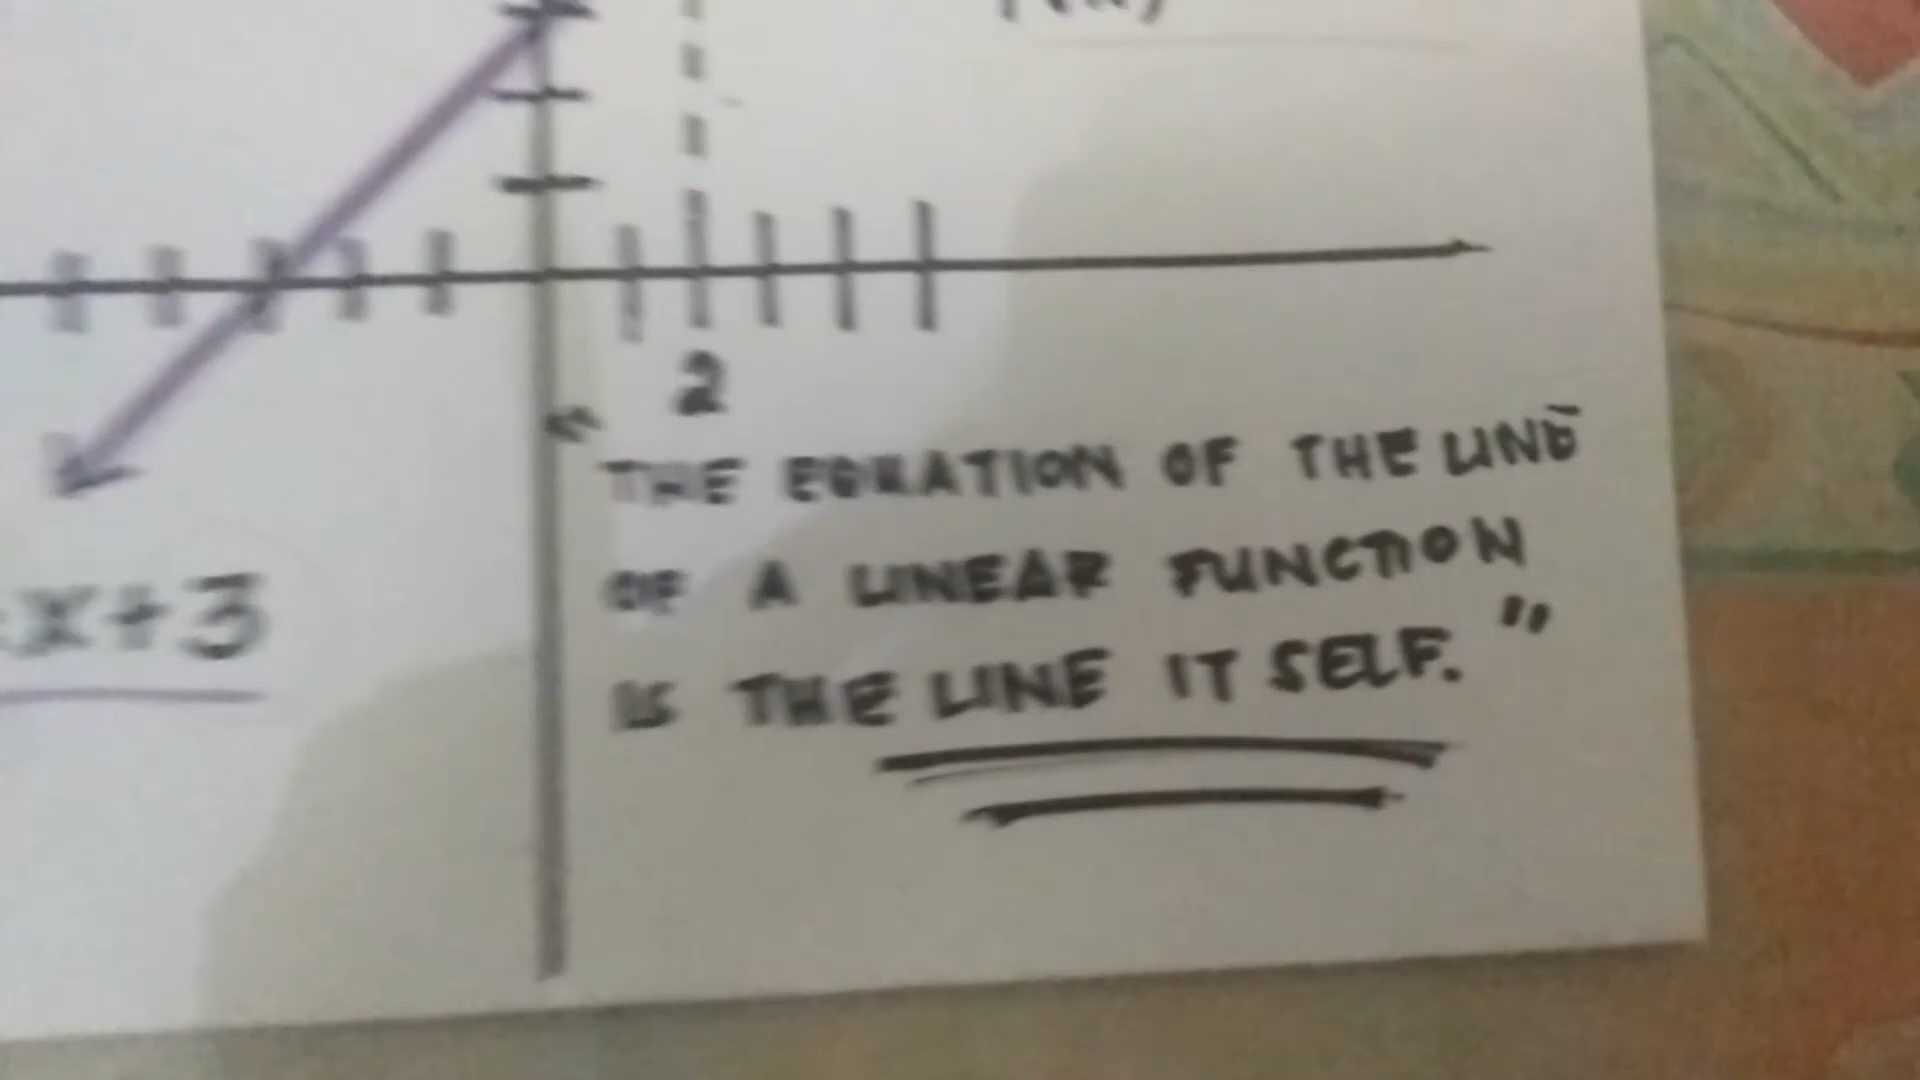 2
" THE EQUATION OF THE LINE
OF A LINEAR FUNCTION
IS THE LINE IT SELF. "
x+3